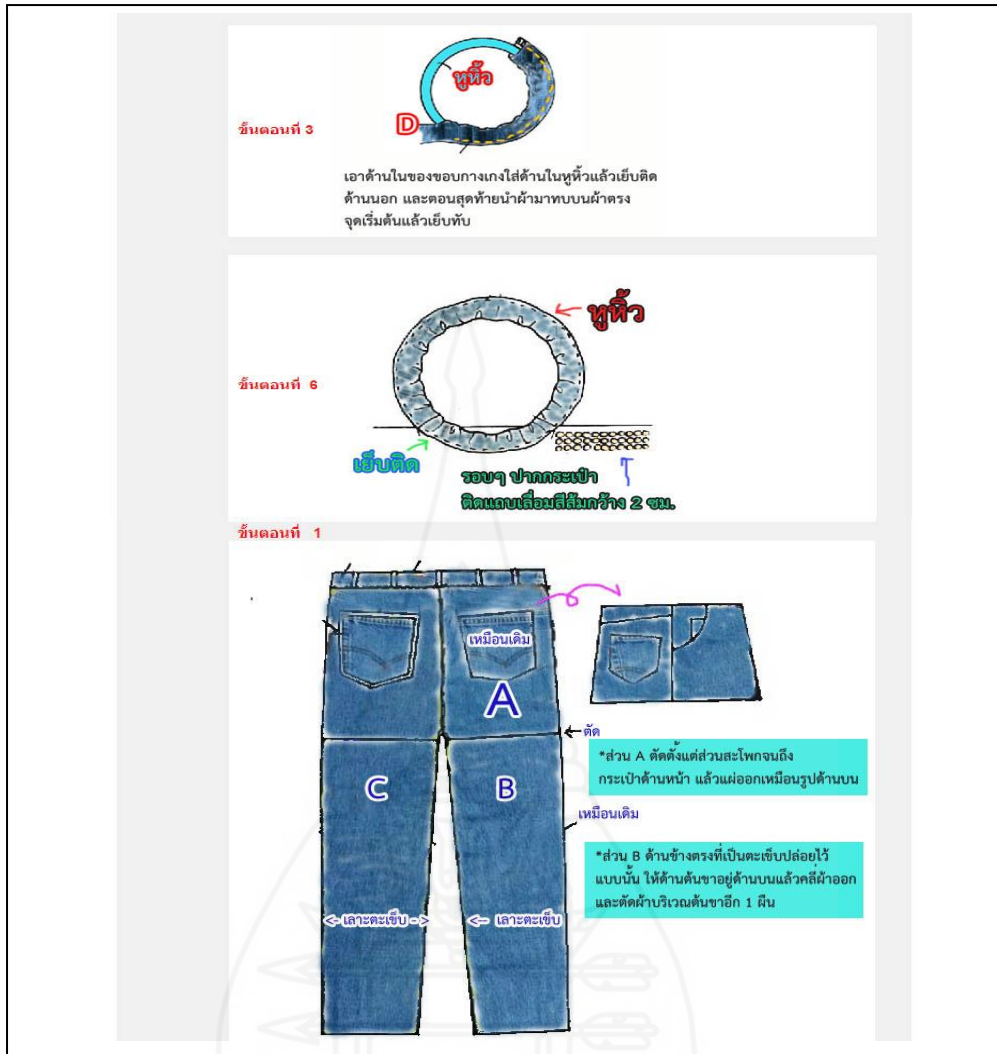 หูหิ้ว
D
ขั้นตอนที่ 3
เอาด้านในของขอบกางเกงใส่ด้านในหูหิ้วแล้วเย็บติด
ด้านนอก และตอนสุดท้ายนำผ้ามาทบบนผ้าตรง
จุดเริ่มต้นแล้วเย็บทับ
หูหิ้ว
ขั้นตอนที่ 6
เย็บติด
รอบๆ ปากกระเป๋า
ติดแถบเลื่อมสีส้มกว้าง 2 ซม.
ขั้นตอนที่ 1
เหมือนเดิม
A
ตัด
*ส่วน A ตัดตั้งแต่ส่วนสะโพกจนถึง
กระเป๋าด้านหน้า แล้วแผ่ออกเหมือนรูปด้านบน
C
B
เหมือนเดิม
*ส่วน B ด้านข้างตรงที่เป็นตะเข็บปล่อยไว้
แบบนั้น ให้ด้านต้นขาอยู่ด้านบนแล้วคลี่ผ้าออก
และตัดผ้าบริเวณต้นขาอีก 1 ผืน
<- เลาะตะเข็บ ->
<- เลาะตะเข็บ